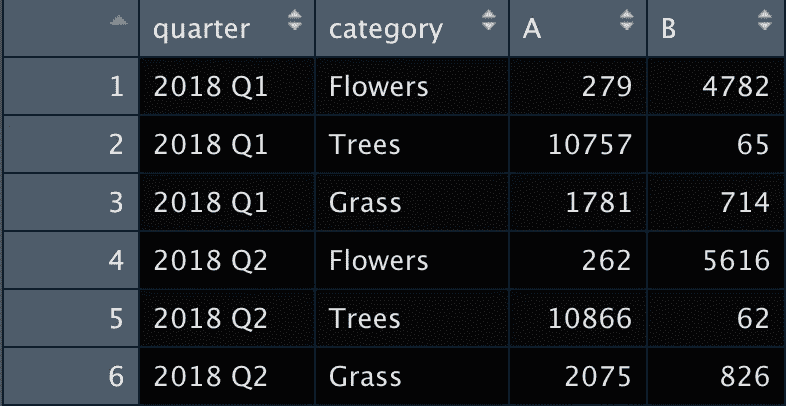 quarter category A B
1 2018 Q1 Flowers 279 4782
2 2018 Q1 Trees 10757 65
3 2018 Q1 Grass 1781 714
4 2018 Q2 Flowers 262 5616
5 2018 Q2 Trees 10866 62
6 2018 Q2 Grass 2075 826